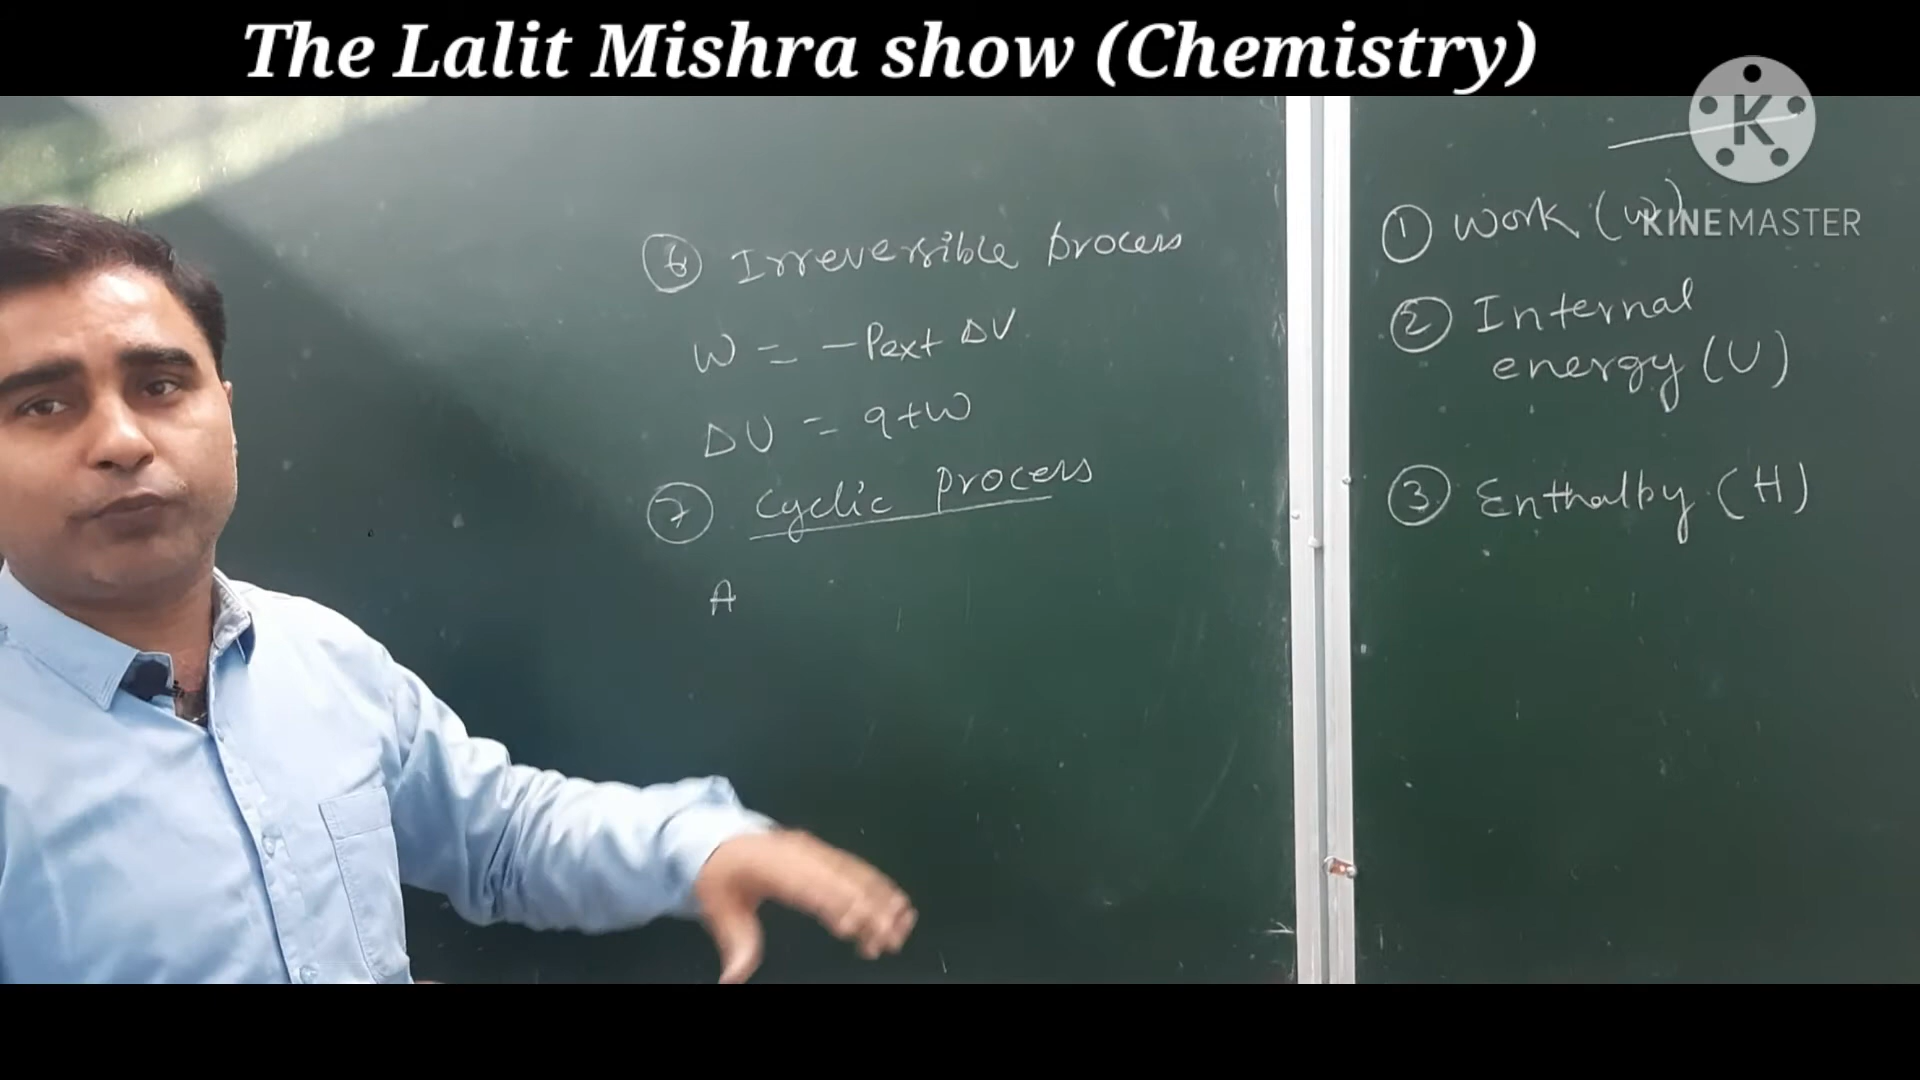 The Lalit Mishra show (Chemistry)
K
KINEMASTER
⑥ Irreversible process
W = -Pext ΔV
ΔU = q+W
⑦ Cyclic process
A
① Work (W)
② Internal
energy (U)
③ Enthalpy (H)